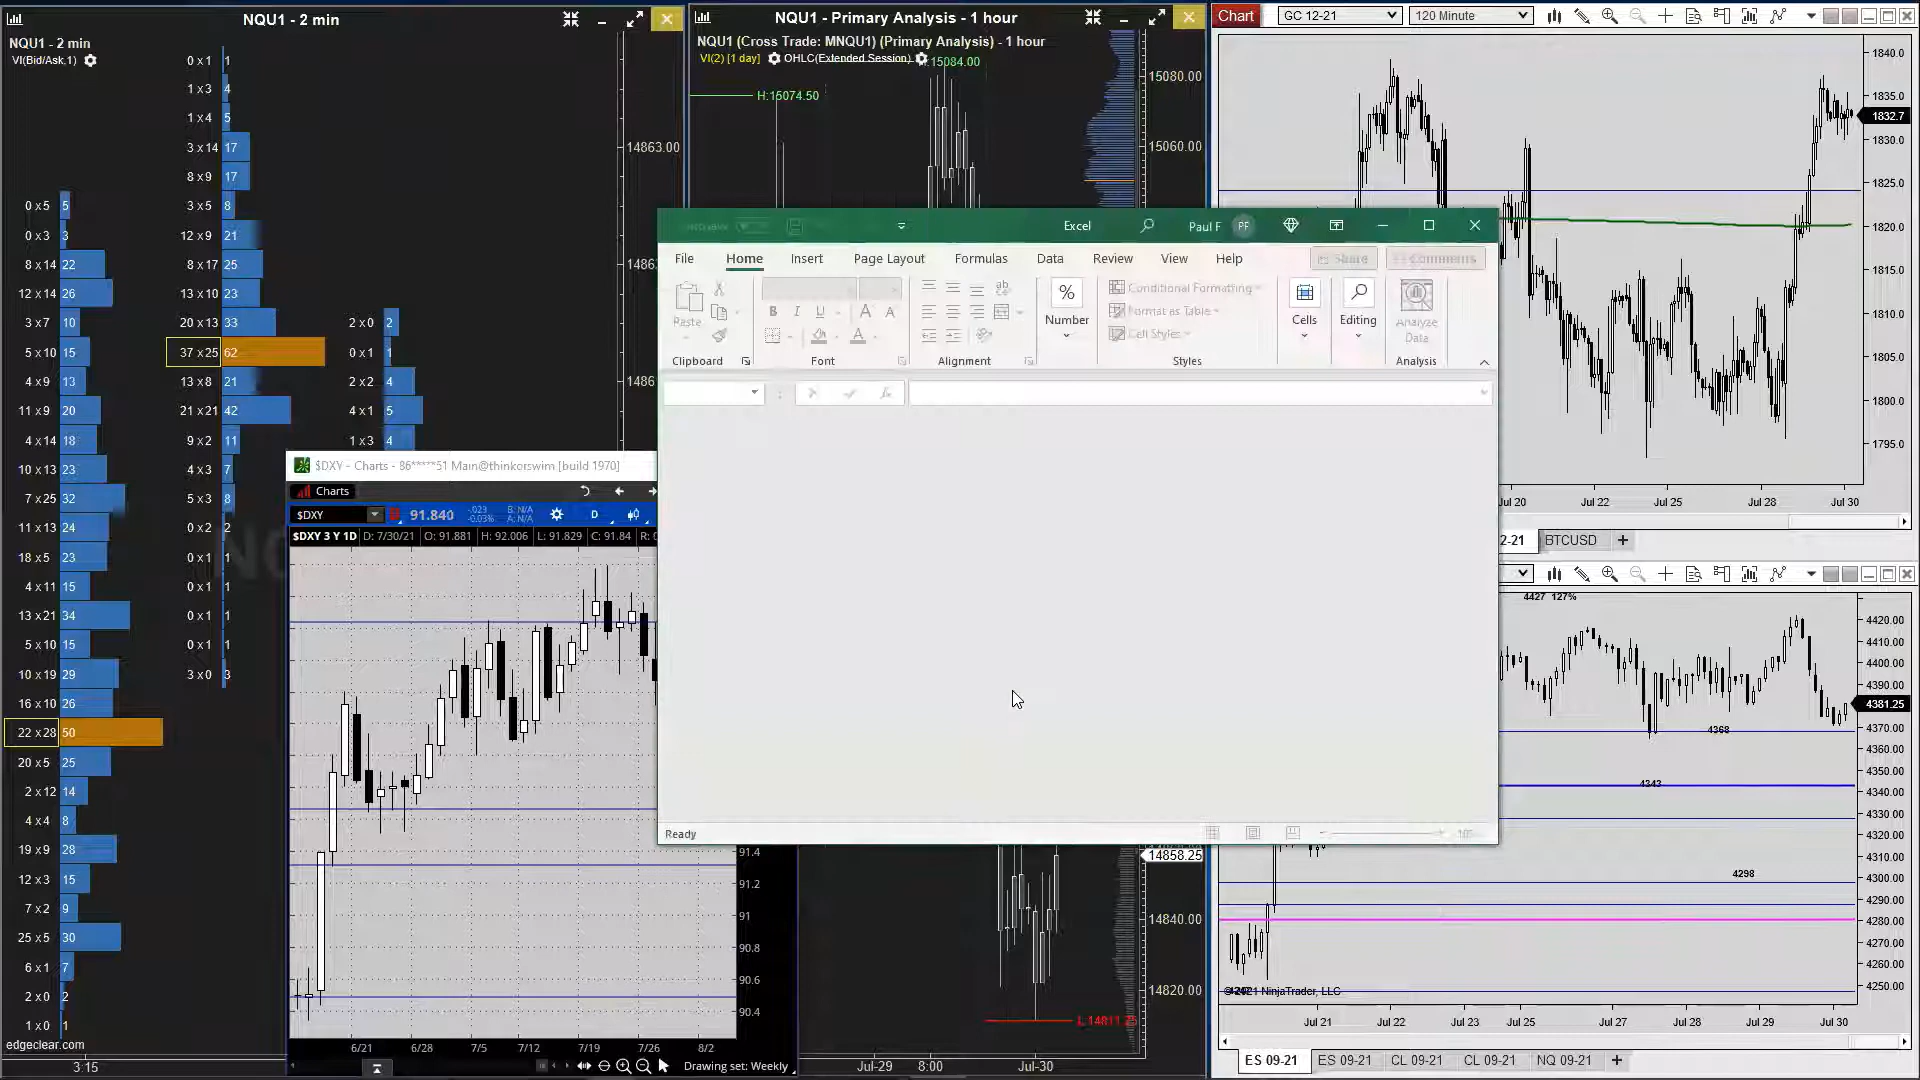 NQU1 - 2 min
NQU1 - 2 min
VI(Bid/Ask,1)
0 x 5 5
0 x 3 3
8 x 14 22
12 x 14 26
3 x 7 10
5 x 10 15
4 x 9 13
11 x 9 20
4 x 14 18
10 x 13 23
7 x 25 32
11 x 13 24
18 x 5 23
4 x 11 15
13 x 21 34
5 x 10 15
10 x 19 29
16 x 10 26
22 x 28 50
20 x 5 25
2 x 12 14
4 x 4 8
19 x 9 28
12 x 3 15
7 x 2 9
25 x 5 30
6 x 1 7
2 x 0 2
1 x 0 1
edgeclear.com
3:15
0 x 1 1
1 x 3 4
1 x 4 5
3 x 14 17
8 x 9 17
3 x 5 8
12 x 9 21
8 x 17 25
13 x 10 23
20 x 13 33
37 x 25 62
13 x 8 21
21 x 21 42
9 x 2 11
4 x 3 7
5 x 3 8
0 x 2 2
0 x 1 1
0 x 1 1
0 x 1 1
0 x 1 1
3 x 0 3
2 x 0 2
0 x 1 1
2 x 2 4
4 x 1 5
1 x 3 4
14863.00
NQU1 - Primary Analysis - 1 hour
NQU1 (Cross Trade: MNQU1) (Primary Analysis) - 1 hour
VI(2) [1 day] OHLC(Extended Session)
:15084.00
H:15074.50
15080.00
15060.00
14858.25
14840.00
14820.00
L:14811.25
Jul-29 8:00 Jul-30
Chart GC 12-21 120 Minute
1840.0
1835.0
1832.7
1830.0
1825.0
1820.0
1815.0
1810.0
1805.0
1800.0
1795.0
Jul 20 Jul 22 Jul 25 Jul 28 Jul 30
2-21 BTCUSD +
Excel Paul F PF
File Home Insert Page Layout Formulas Data Review View Help Share Comments
Paste
B I U
Number
Conditional Formatting
Format as Table
Cell Styles
Cells
Editing
Analyze
Data
Clipboard Font Alignment Styles Analysis
Ready
$DXY - Charts - 86*****51 Main@thinkorswim [build 1970]
Charts
$DXY 91.840 -.023 -0.03% B: N/A A: N/A D
$DXY 3 Y 1D D: 7/30/21 O: 91.881 H: 92.006 L: 91.829 C: 91.84
91.4
91.2
91
90.8
90.6
90.4
6/21 6/28 7/5 7/12 7/19 7/26 8/2
Drawing set: Weekly
4427 127%
4368
4343
4298
4420.00
4410.00
4400.00
4390.00
4381.25
4370.00
4360.00
4350.00
4340.00
4330.00
4320.00
4310.00
4300.00
4290.00
4280.00
4270.00
4260.00
4250.00
2021 NinjaTrader, LLC
Jul 21 Jul 22 Jul 23 Jul 25 Jul 27 Jul 28 Jul 29 Jul 30
ES 09-21 ES 09-21 CL 09-21 CL 09-21 NQ 09-21 +